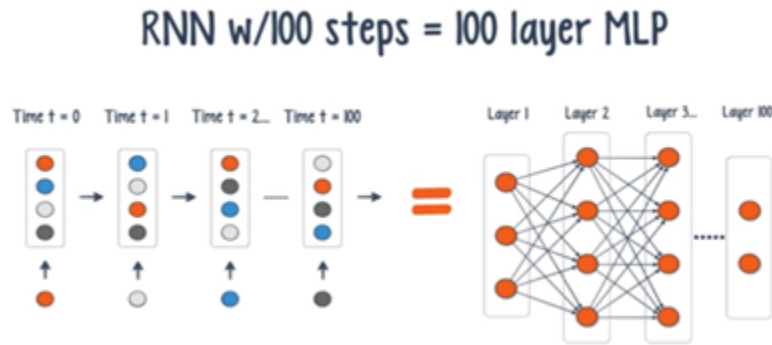 RNN w/100 steps = 100 layer MLP
Time t = 0 Time t = 1 Time t = 2... Time t = 100
Layer 1 Layer 2 Layer 3... Layer 100